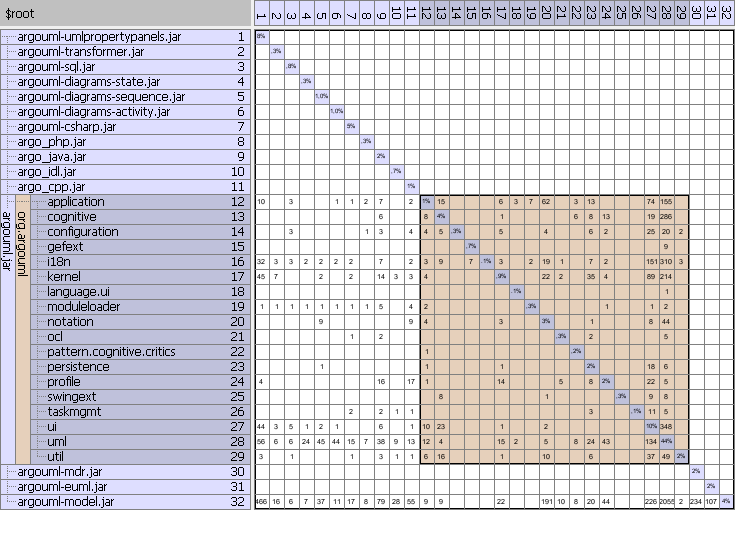 $root 1 2 3 4 5 6 7 8 9 10 11 12 13 14 15 16 17 18 19 20 21 22 23 24 25 26 27 28 29 30 31 32
argouml-umlpropertypanels.jar 1 8%
argouml-transformer.jar 2 .3%
argouml-sql.jar 3 .8%
argouml-diagrams-state.jar 4 .3%
argouml-diagrams-sequence.jar 5 1.0%
argouml-diagrams-activity.jar 6 1.0%
argouml-csharp.jar 7 5%
argo_php.jar 8 .3%
argo_java.jar 9 2%
argo_idl.jar 10 .7%
argo_cpp.jar 11 1%
argouml.jar
org.argouml
application 12 10 3 1 1 2 7 2 1% 15 6 3 7 62 3 13 74 155
cognitive 13 6 8 4% 1 6 8 13 19 286
configuration 14 3 1 3 4 4 5 .3% 5 4 6 2 25 20 2
gefext 15 .7% 9
i18n 16 32 3 3 2 2 2 2 7 2 3 9 7 .1% 3 2 19 1 7 2 151 310 3
kernel 17 45 7 2 2 14 3 3 4 .9% 22 2 35 4 89 214
language.ui 18 .1% 1
moduleloader 19 1 1 1 1 1 1 1 1 5 4 2 .3% 1 1 2
notation 20 9 9 4 3 3% 1 8 44
ocl 21 1 2 .3% 2
pattern.cognitive.critics 22 1 .2%
persistence 23 1 1 1 2% 18 6
profile 24 4 16 17 1 14 5 8 2% 22 5
swingext 25 8 1 .3% 9 8
taskmgmt 26 2 2 1 1 3 .1% 11 5
ui 27 44 3 5 1 2 6 1 10 23 1 2 10% 348
uml 28 56 6 6 24 45 44 15 7 38 9 13 12 4 15 2 5 8 24 43 134 44%
util 29 3 1 3 1 1 6 16 1 10 6 37 49 2%
argouml-mdr.jar 30 2%
argouml-euml.jar 31 2%
argouml-model.jar 32 466 16 6 7 37 11 17 8 79 28 55 9 9 22 191 10 8 20 44 226 2055 2 234 107 4%